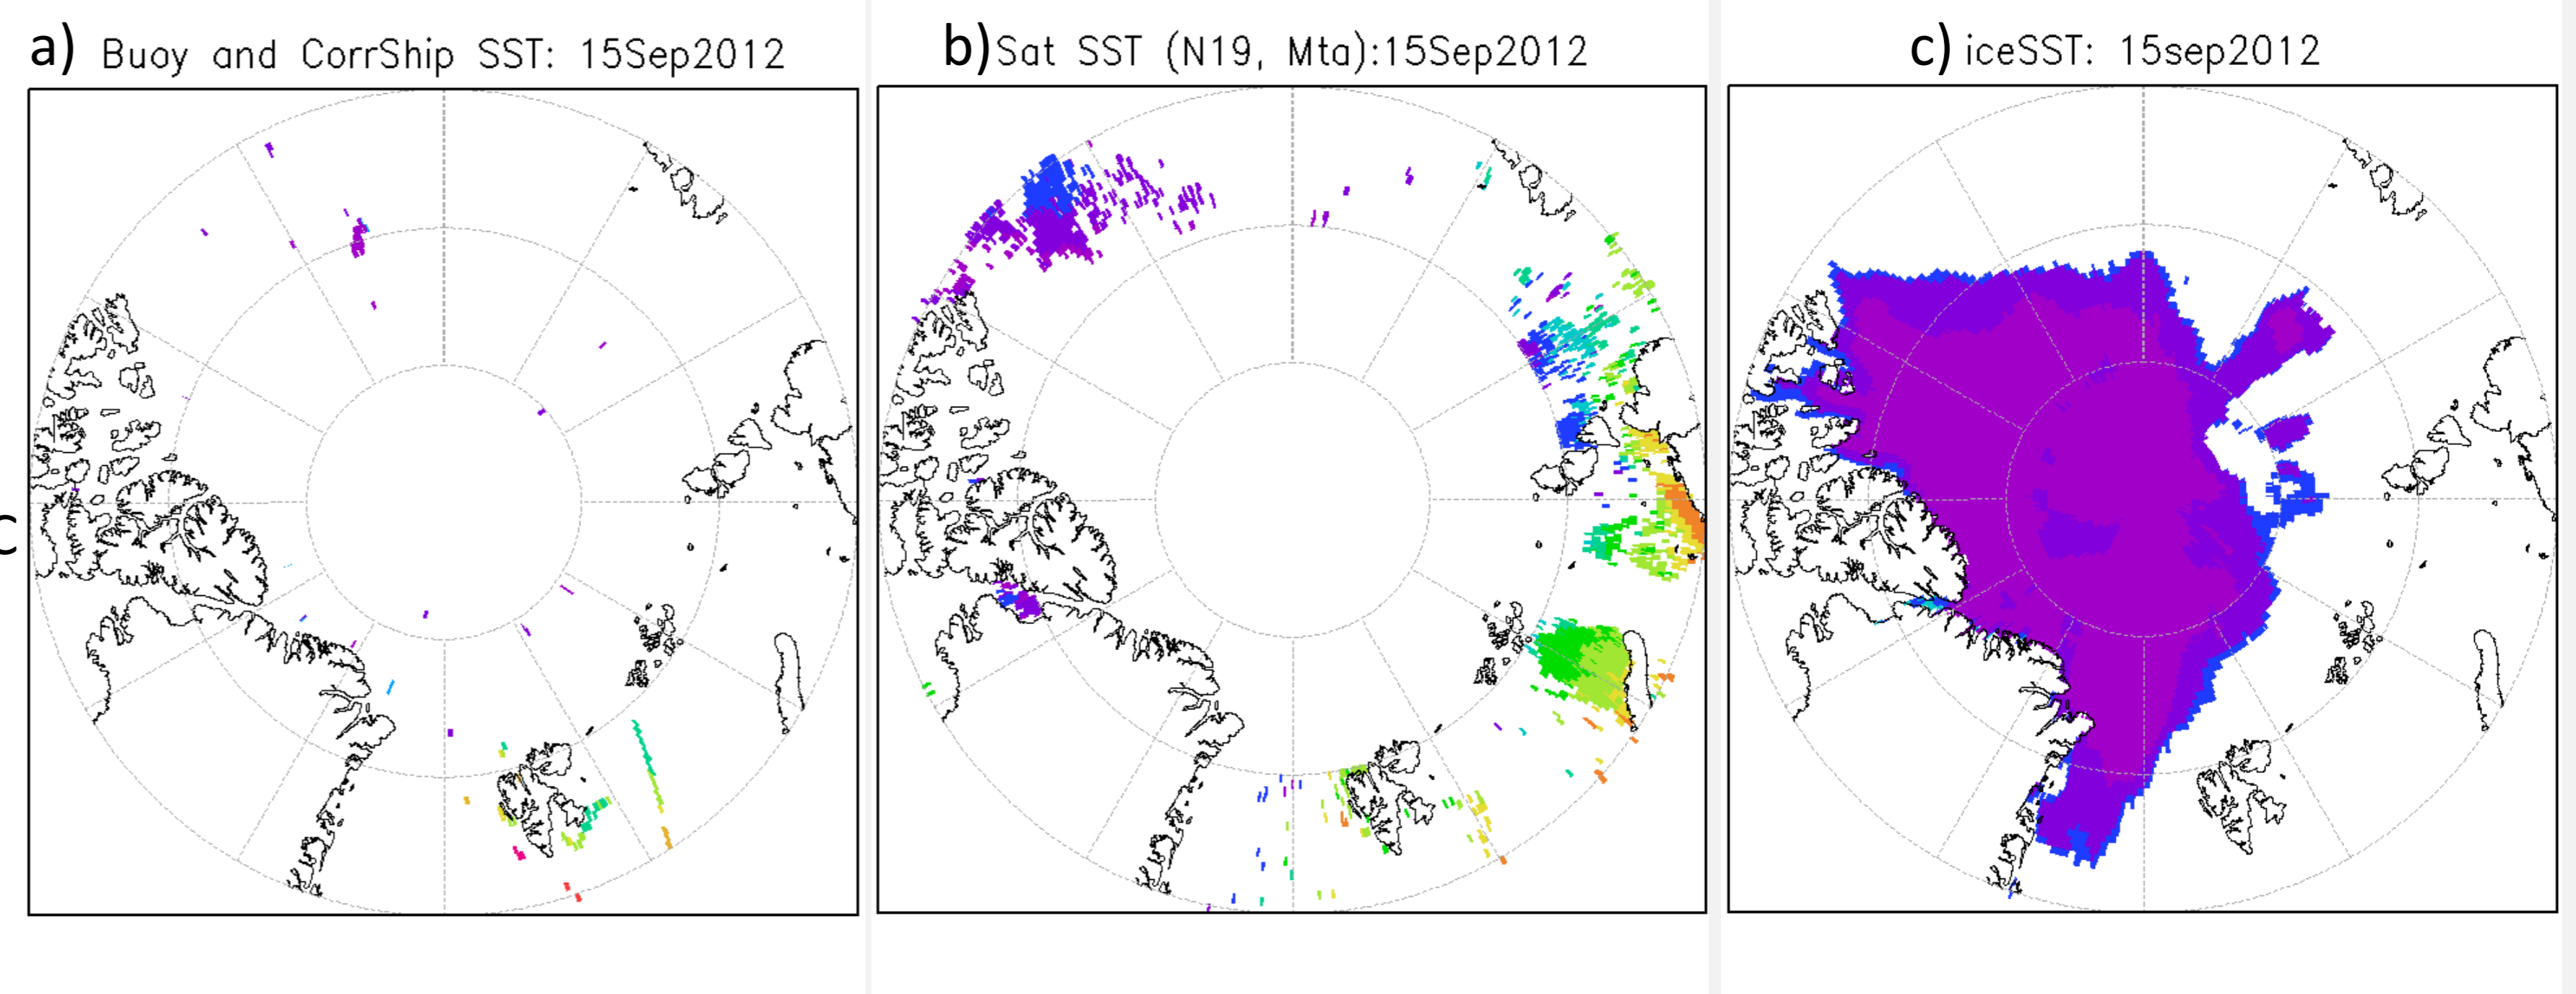 a) Buoy and CorrShip SST: 15Sep2012
b) Sat SST (N19, Mta):15Sep2012
c) iceSST: 15sep2012
C